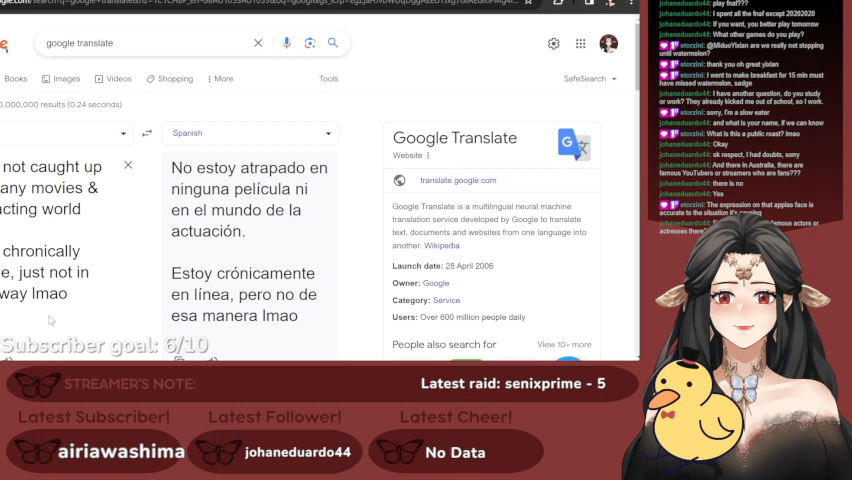 google translate
Books
Images
Videos
Shopping
More
Tools
SafeSearch
0,000,000 results (0.24 seconds)
Spanish
not caught up
any movies &
acting world
chronically
e, just not in
way lmao
No estoy atrapado en
ninguna película ni
en el mundo de la
actuación.
Estoy crónicamente
en línea, pero no de
esa manera lmao
Google Translate
Website
translate.google.com
Google Translate is a multilingual neural machine
translation service developed by Google to translate
text, documents and websites from one language into
another. Wikipedia
Launch date: 28 April 2006
Owner: Google
Category: Service
Users: Over 600 million people daily
People also search for
View 10+ more
johaneduardo44: play fnaf???
johaneduardo44: I spent all the fnaf except 20202020
johaneduardo44: If you want, you better play tomorrow
johaneduardo44: What other games do you play?
storzini: @MiduoYixian are we really not stopping
until watermelon?
storzini: thank you oh great yixian
storzini: I went to make breakfast for 15 min must
have missed watermelon, sadge
johaneduardo44: I have another question, do you study
or work? They already kicked me out of school, so I work.
storzini: sorry, I'm a slow eater
johaneduardo44: and what is your name, if we can know
storzini: What is this a public roast? lmao
johaneduardo44: Okay
johaneduardo44: ok respect, I had doubts, sorry
johaneduardo44: And there in Australia, there are
famous YouTubers or streamers who are fans???
johaneduardo44: there is no
johaneduardo44: Yes
storzini: The expression on that apples face is
accurate to the situation it's causing
johaneduardo44:
famous actors or
actresses there
Subscriber goal: 6/10
STREAMER'S NOTE:
Latest raid: senixprime - 5
Latest Subscriber!
Latest Follower!
Latest Cheer!
airiawashima
johaneduardo44
No Data